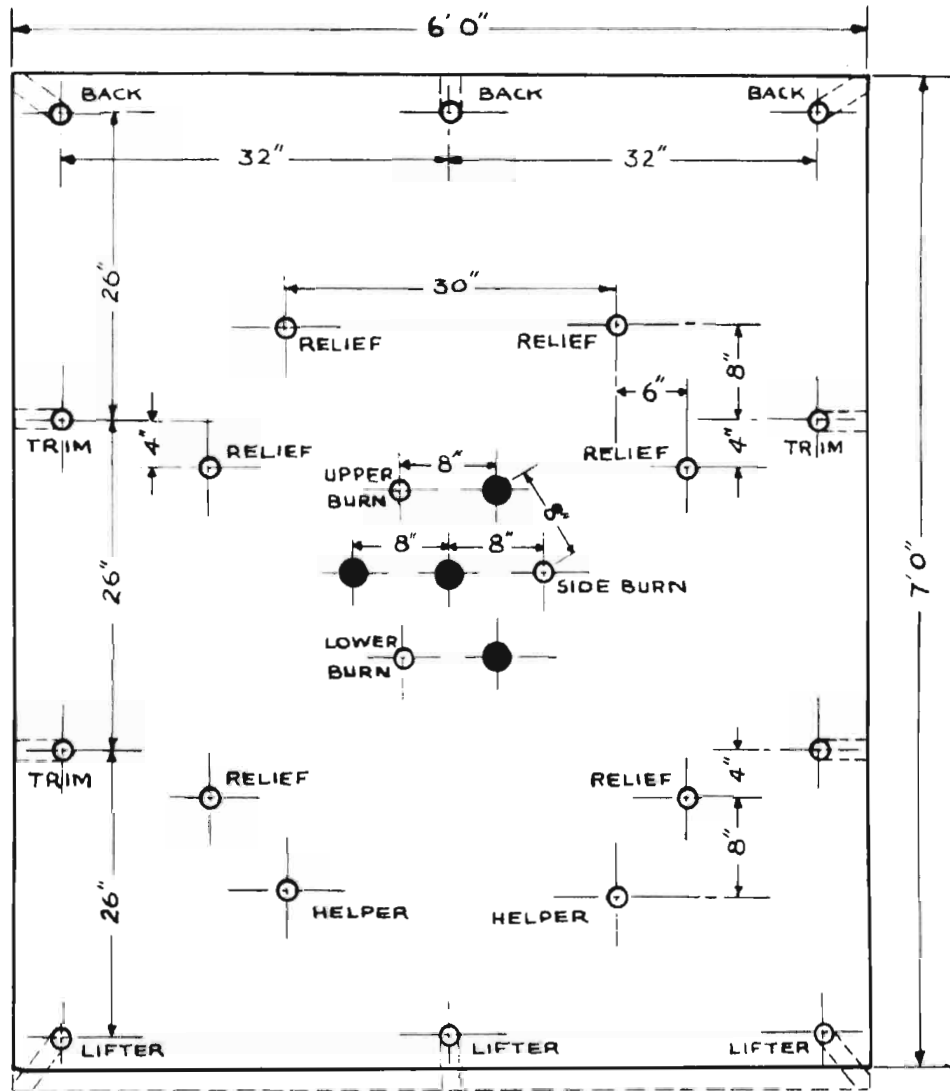 6' 0"
BACK
BACK
BACK
32"
32"
26"
30"
RELIEF
RELIEF
8"
6"
TRIM
4"
RELIEF
RELIEF
4"
TRIM
8"
UPPER
BURN
8"
8"
8"
SIDE BURN
26"
7' 0"
LOWER
BURN
TRIM
RELIEF
RELIEF
4"
8"
26"
HELPER
HELPER
LIFTER
LIFTER
LIFTER